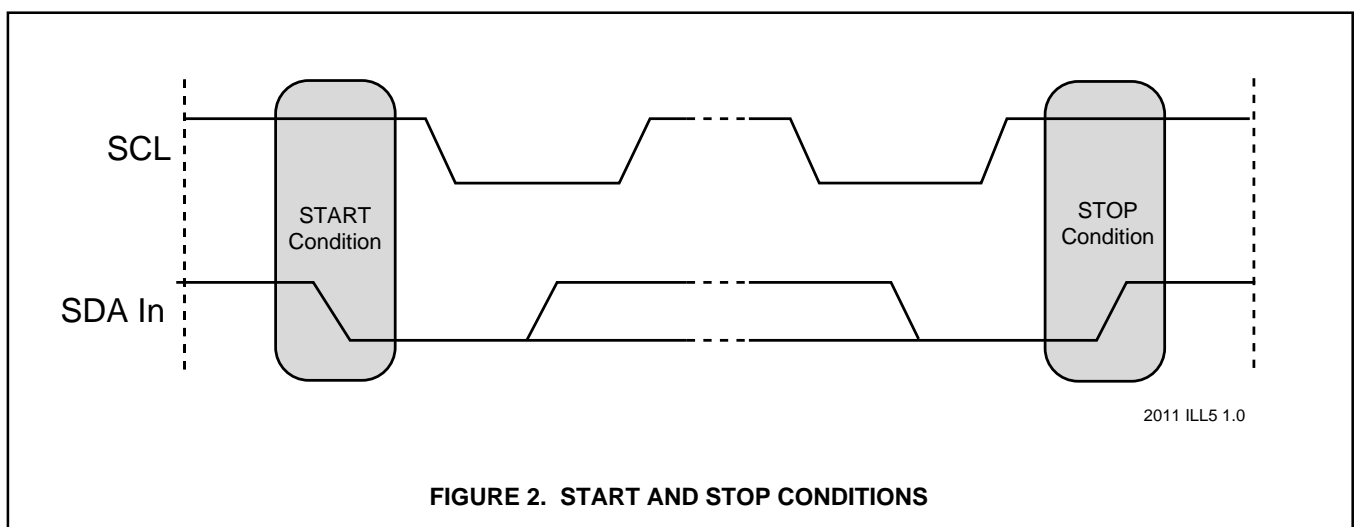 SCL
START
Condition
STOP
Condition
SDA In
2011 ILL5 1.0
FIGURE 2. START AND STOP CONDITIONS